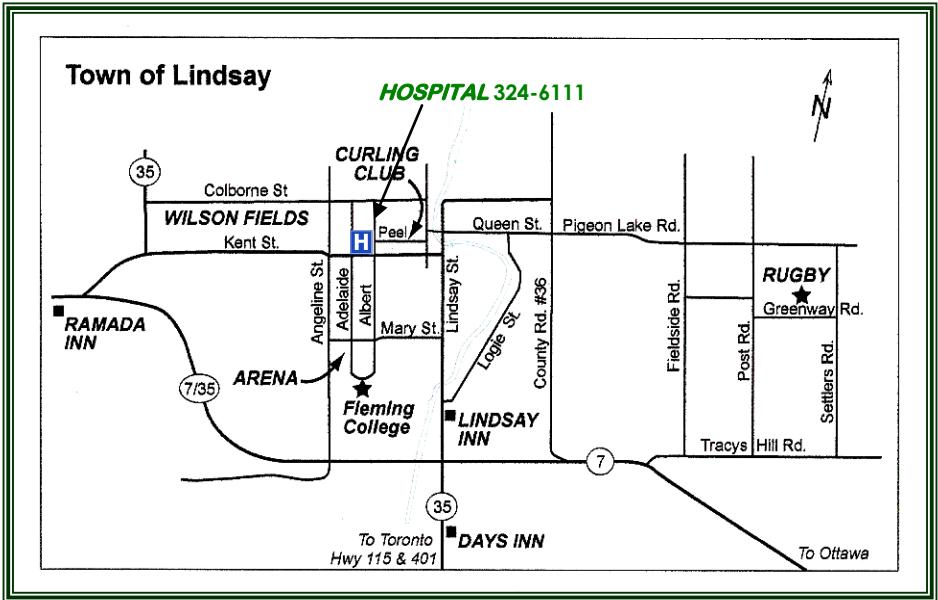 Town of Lindsay
HOSPITAL 324-6111
N
CURLING
CLUB
35
Colborne St
WILSON FIELDS
Peel
Queen St.
Pigeon Lake Rd.
Kent St.
H
Angeline St.
Adelaide
Albert
Lindsay St.
Logie St.
County Rd. #36
Fieldside Rd.
Post Rd.
Settlers Rd.
RUGBY
Greenway Rd.
RAMADA
INN
Mary St.
ARENA
7/35
Fleming
College
LINDSAY
INN
Tracys Hill Rd.
7
35
To Toronto
Hwy 115 & 401
DAYS INN
To Ottawa